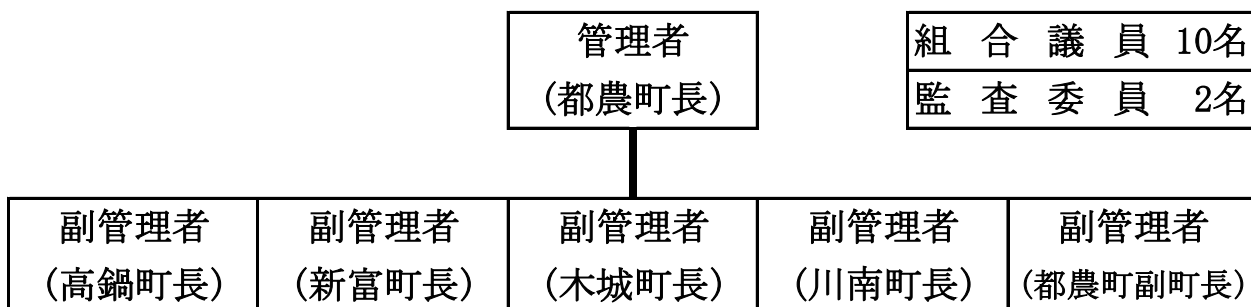 管理者
(都農町長)
組合議員 10名
監査委員 2名
副管理者
(高鍋町長)
副管理者
(新富町長)
副管理者
(木城町長)
副管理者
(川南町長)
副管理者
(都農町副町長)